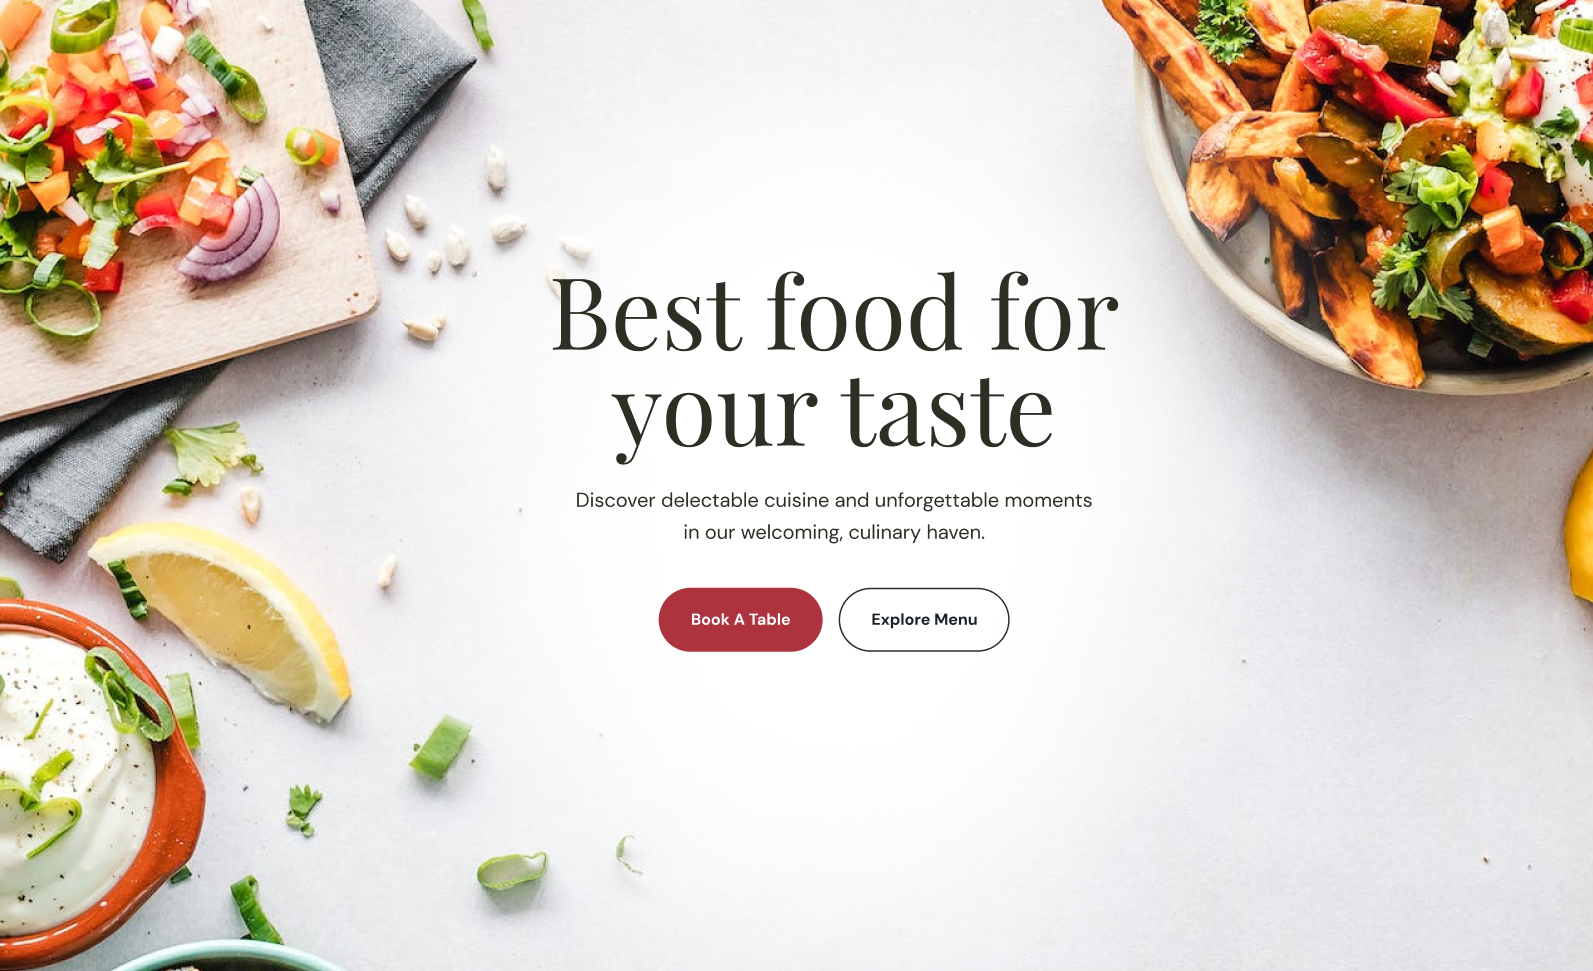 Best food for
your taste
Discover delectable cuisine and unforgettable moments
in our welcoming, culinary haven.
Book A Table
Explore Menu